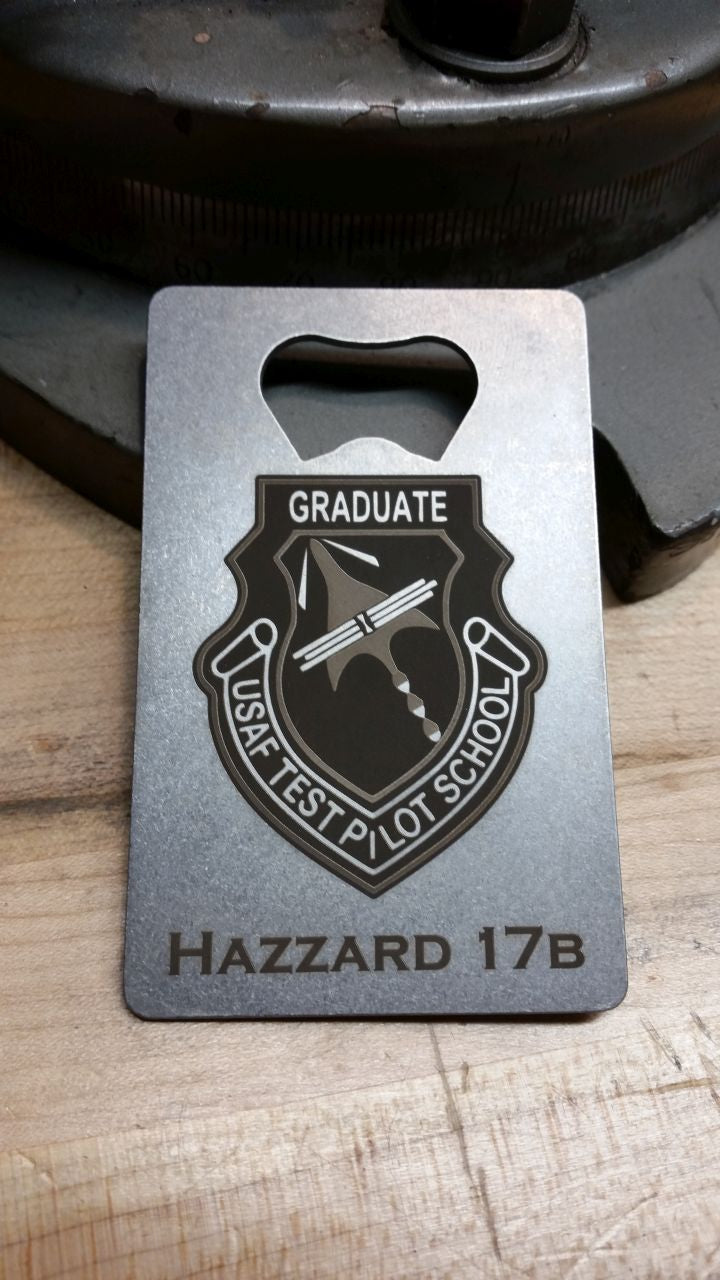 GRADUATE
USAF TEST PILOT SCHOOL
HAZZARD 17B